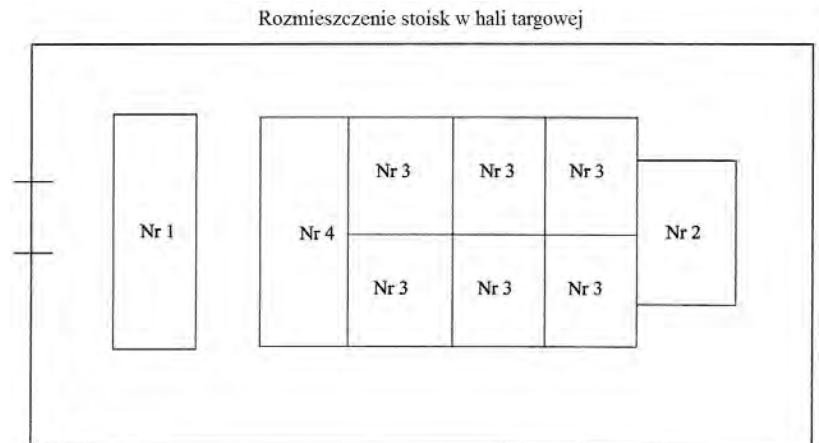 Rozmieszczenie stoisk w hali targowej
Nr 3 Nr 3 Nr 3
Nr 1 Nr 4 Nr 2
Nr 3 Nr 3 Nr 3